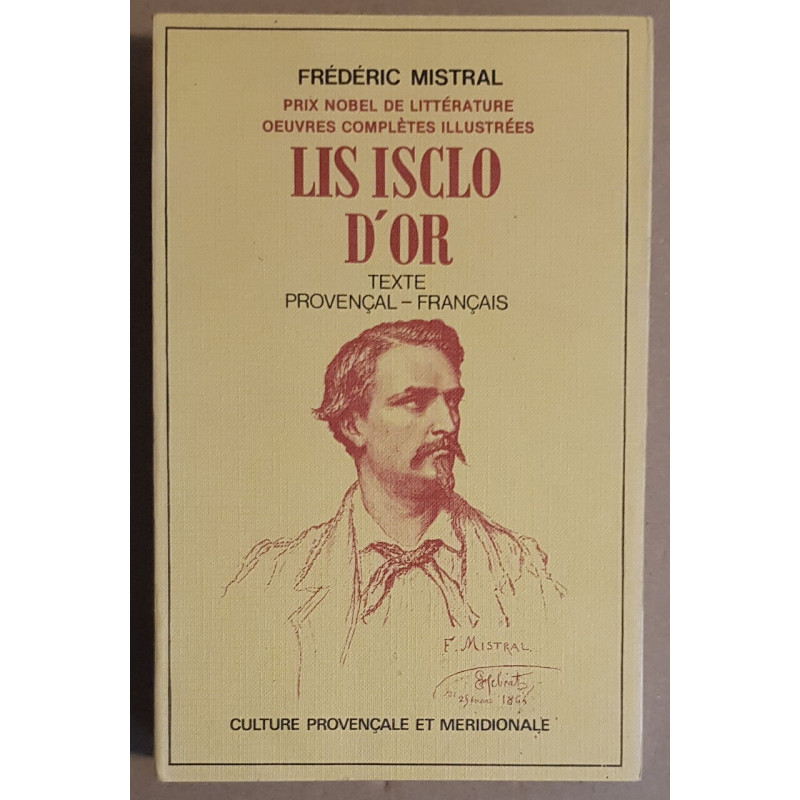 FRÉDÉRIC MISTRAL
PRIX NOBEL DE LITTÉRATURE
OEUVRES COMPLÈTES ILLUSTRÉES
LIS ISCLO
D'OR
TEXTE
PROVENÇAL – FRANÇAIS
F. MISTRAL
CULTURE PROVENÇALE ET MERIDIONALE